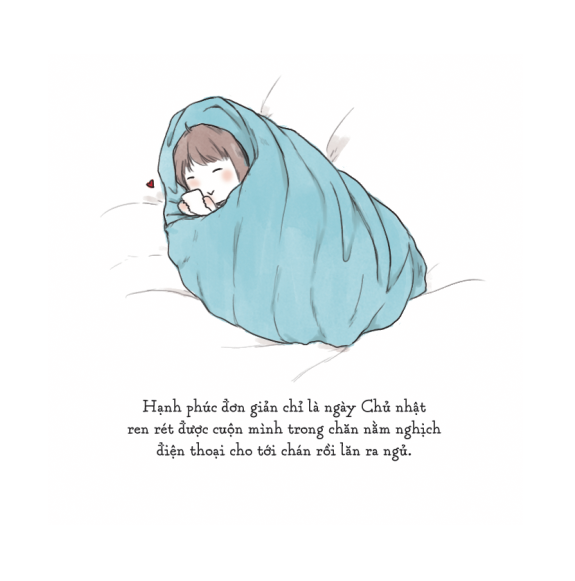 Hạnh phúc đơn giản chỉ là ngày Chủ nhật
ren rét được cuộn mình trong chăn nằm nghịch
điện thoại cho tới chán rồi lăn ra ngủ.